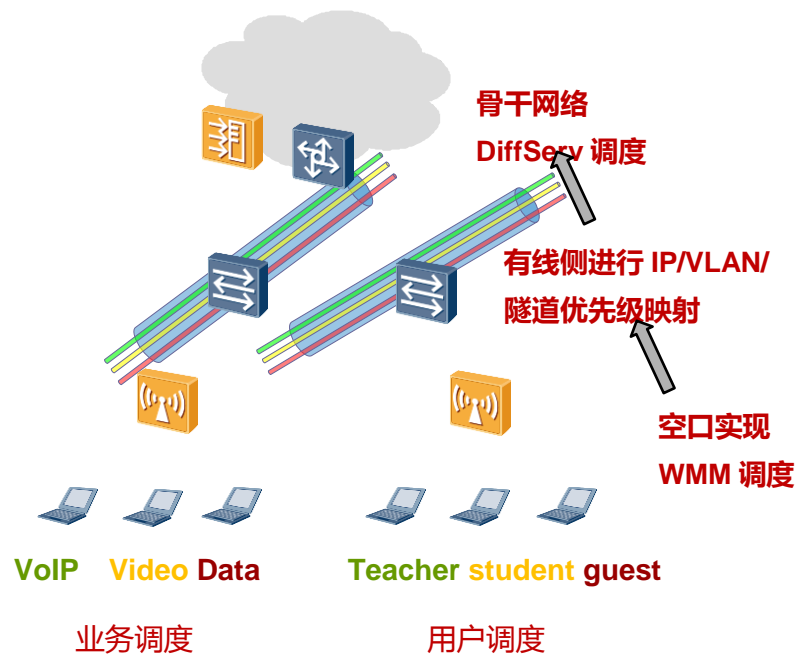 骨干网络
DiffServ 调度
有线侧进行 IP/VLAN/
隧道优先级映射
空口实现
WMM 调度
VoIP Video Data
Teacher student guest
业务调度
用户调度